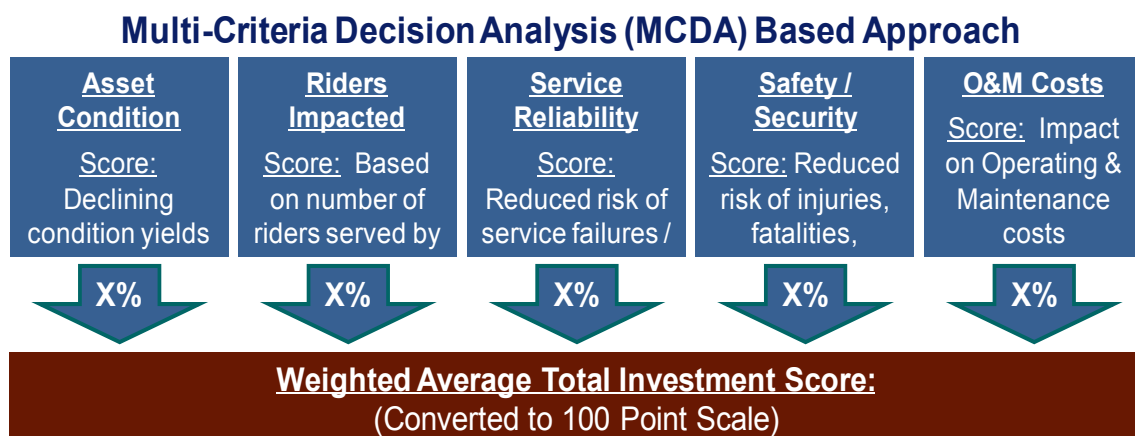 Multi-Criteria Decision Analysis (MCDA) Based Approach
Asset
Condition
Score:
Declining
condition yields
Riders
Impacted
Score: Based
on number of
riders served by
Service
Reliability
Score:
Reduced risk of
service failures /
Safety /
Security
Score: Reduced
risk of injuries,
fatalities,
O&M Costs
Score: Impact
on Operating &
Maintenance
costs
X%
X%
X%
X%
X%
Weighted Average Total Investment Score:
(Converted to 100 Point Scale)